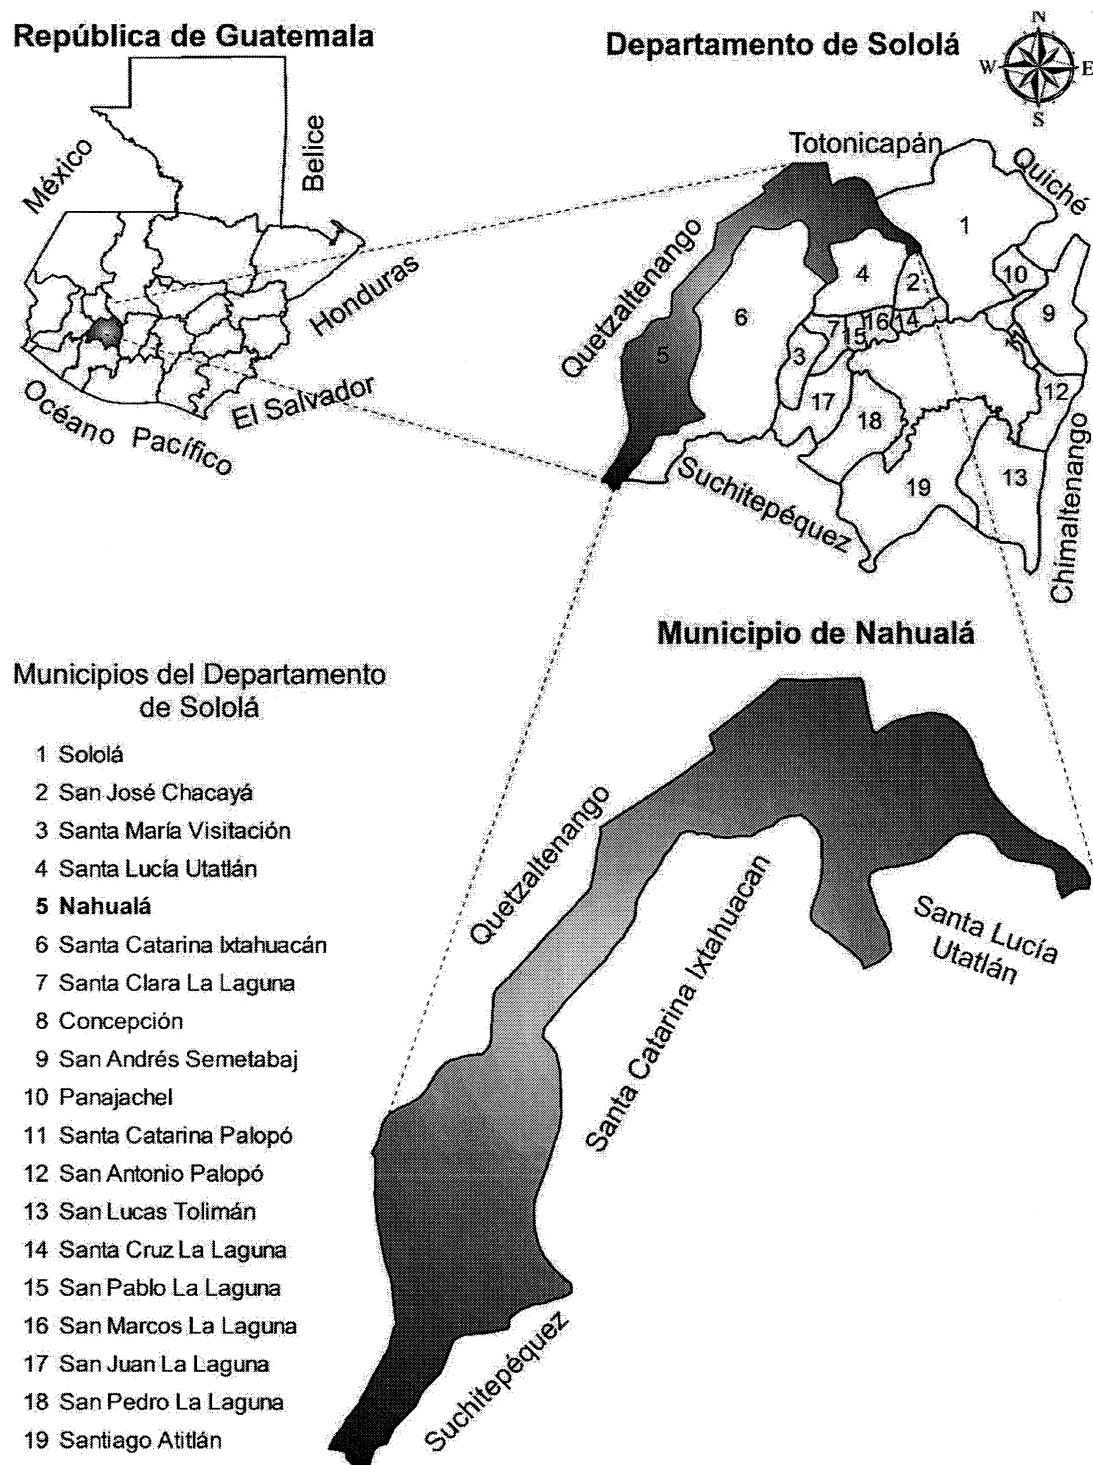 República de Guatemala
México
Belice
Honduras
El Salvador
Océano Pacífico
Departamento de Sololá
N
W
E
S
Totonicapán
Quiché
Quetzaltenango
Suchitepéquez
Chimaltenango
1
10
9
4
2
6
5
7
15
16
14
3
11
12
17
18
19
13
Municipio de Nahualá
Quetzaltenango
Santa Catarina Ixtahuacan
Santa Lucía
Utatlán
Suchitepéquez
Municipios del Departamento
de Sololá
1 Sololá
2 San José Chacayá
3 Santa María Visitación
4 Santa Lucía Utatlán
5 Nahualá
6 Santa Catarina Ixtahuacán
7 Santa Clara La Laguna
8 Concepción
9 San Andrés Semetabaj
10 Panajachel
11 Santa Catarina Palopó
12 San Antonio Palopó
13 San Lucas Tolimán
14 Santa Cruz La Laguna
15 San Pablo La Laguna
16 San Marcos La Laguna
17 San Juan La Laguna
18 San Pedro La Laguna
19 Santiago Atitlán